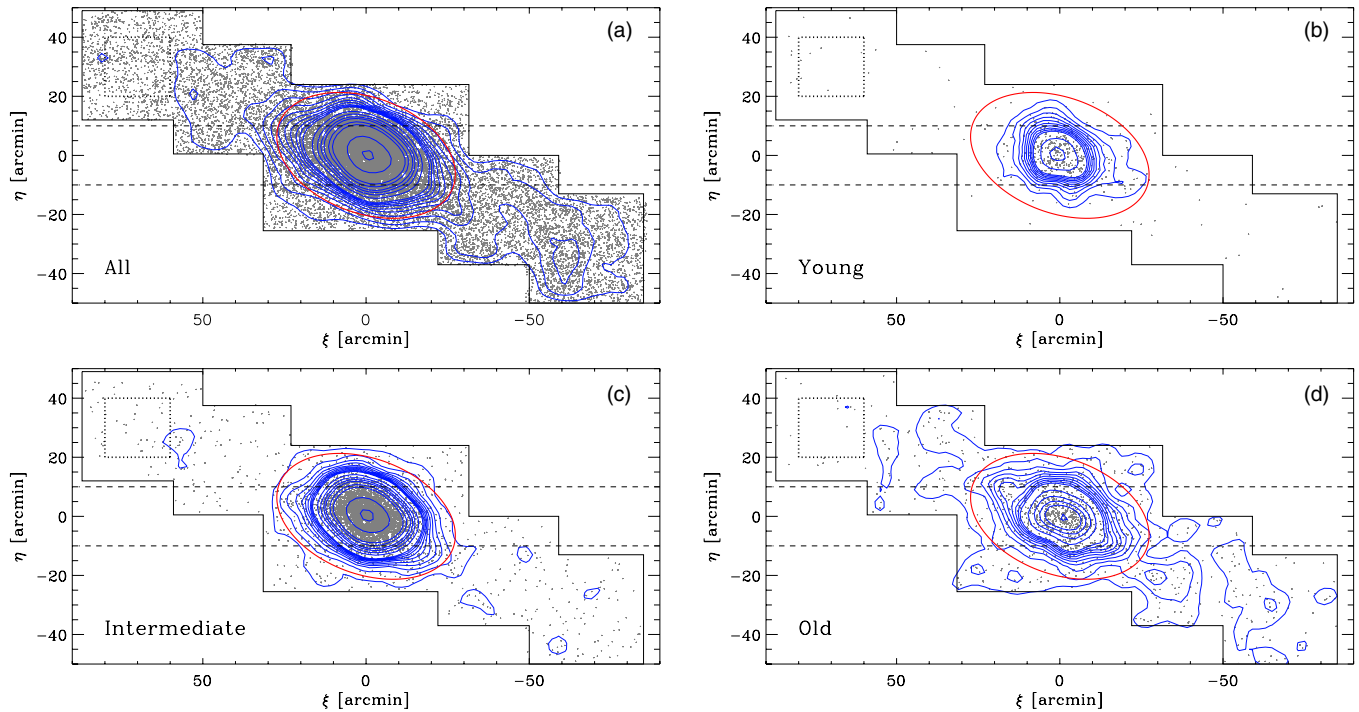 (a)
40
20
0
−20
−40
η [arcmin]
All
50
0
−50
ξ [arcmin]
(b)
40
20
0
−20
−40
η [arcmin]
Young
50
0
−50
ξ [arcmin]
(c)
40
20
0
−20
−40
η [arcmin]
Intermediate
50
0
−50
ξ [arcmin]
(d)
40
20
0
−20
−40
η [arcmin]
Old
50
0
−50
ξ [arcmin]